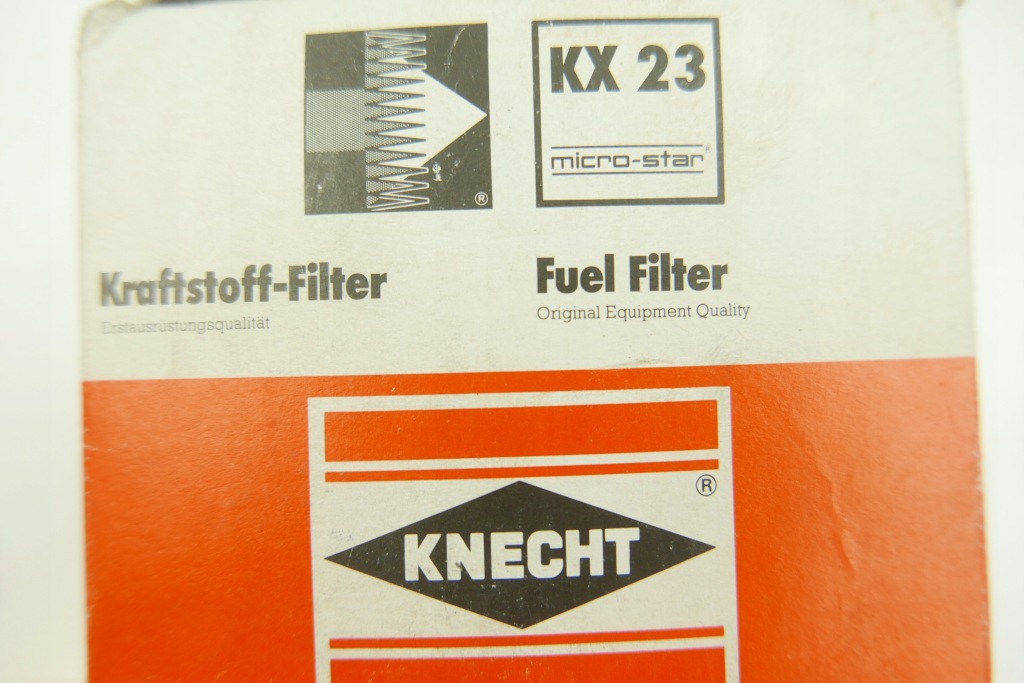 KX 23
micro-star®
®
Kraftstoff-Filter
Erstausrüstungsqualität
Fuel Filter
Original Equipment Quality
®
KNECHT